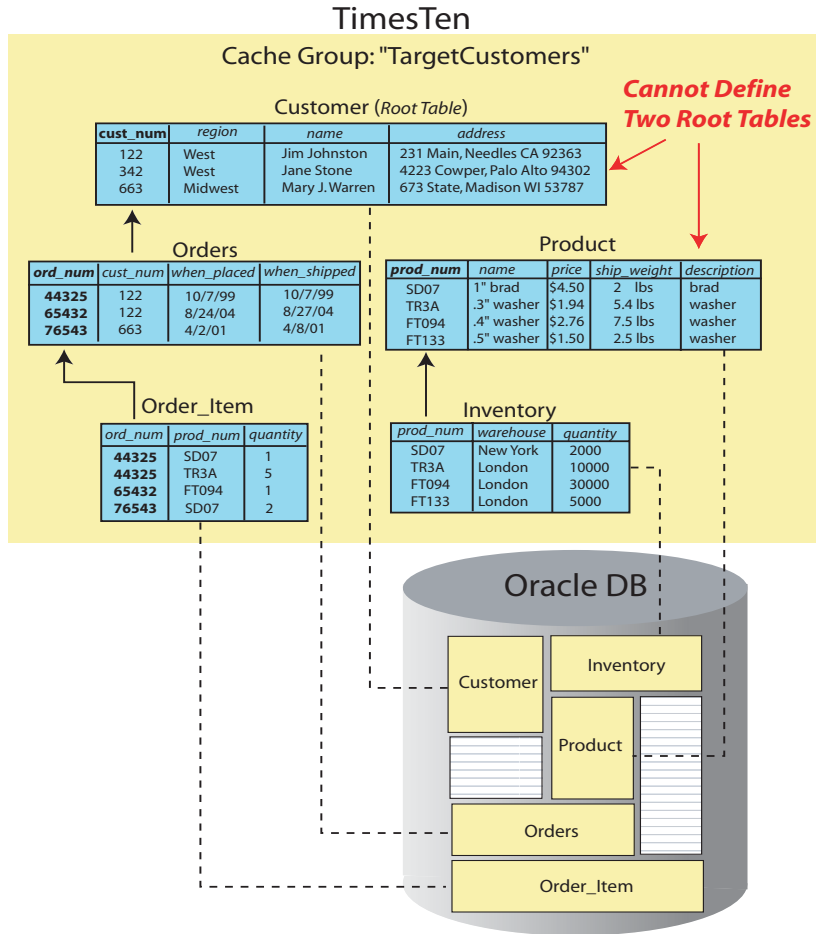 TimesTen
Cache Group: "TargetCustomers"
Cannot Define
Two Root Tables
Customer (Root Table)
cust_num region name address
122 West Jim Johnston 231 Main, Needles CA 92363
342 West Jane Stone 4223 Cowper, Palo Alto 94302
663 Midwest Mary J. Warren 673 State, Madison WI 53787
Orders
ord_num cust_num when_placed when_shipped
44325 122 10/7/99 10/7/99
65432 122 8/24/04 8/27/04
76543 663 4/2/01 4/8/01
Product
prod_num name price ship_weight description
SD07 1" brad $4.50 2 lbs brad
TR3A .3" washer $1.94 5.4 lbs washer
FT094 .4" washer $2.76 7.5 lbs washer
FT133 .5" washer $1.50 2.5 lbs washer
Order_Item
ord_num prod_num quantity
44325 SD07 1
44325 TR3A 5
65432 FT094 1
76543 SD07 2
Inventory
prod_num warehouse quantity
SD07 New York 2000
TR3A London 10000
FT094 London 30000
FT133 London 5000
Oracle DB
Customer
Inventory
Product
Orders
Order_Item